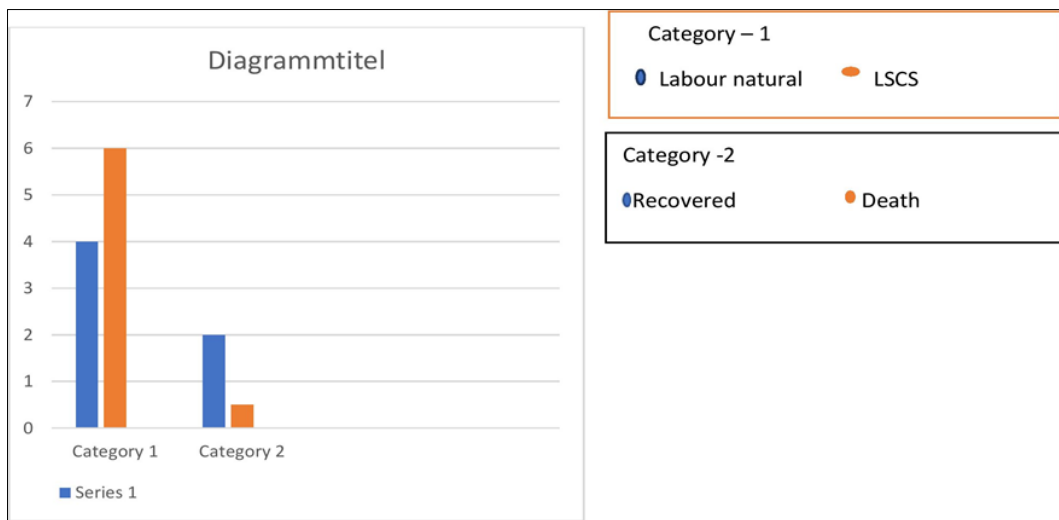 Diagrammtitel
7
6
5
4
3
2
1
0
Category 1 Category 2
Series 1
Category – 1
Labour natural LSCS
Category -2
Recovered Death